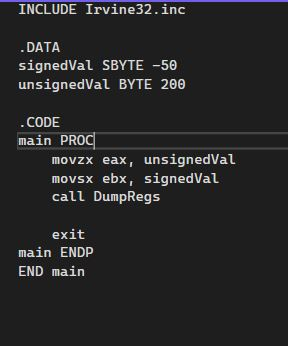 INCLUDE Irvine32.inc
.DATA
signedVal SBYTE -50
unsignedVal BYTE 200
.CODE
main PROC
movzx eax, unsignedVal
movsx ebx, signedVal
call DumpRegs
exit
main ENDP
END main